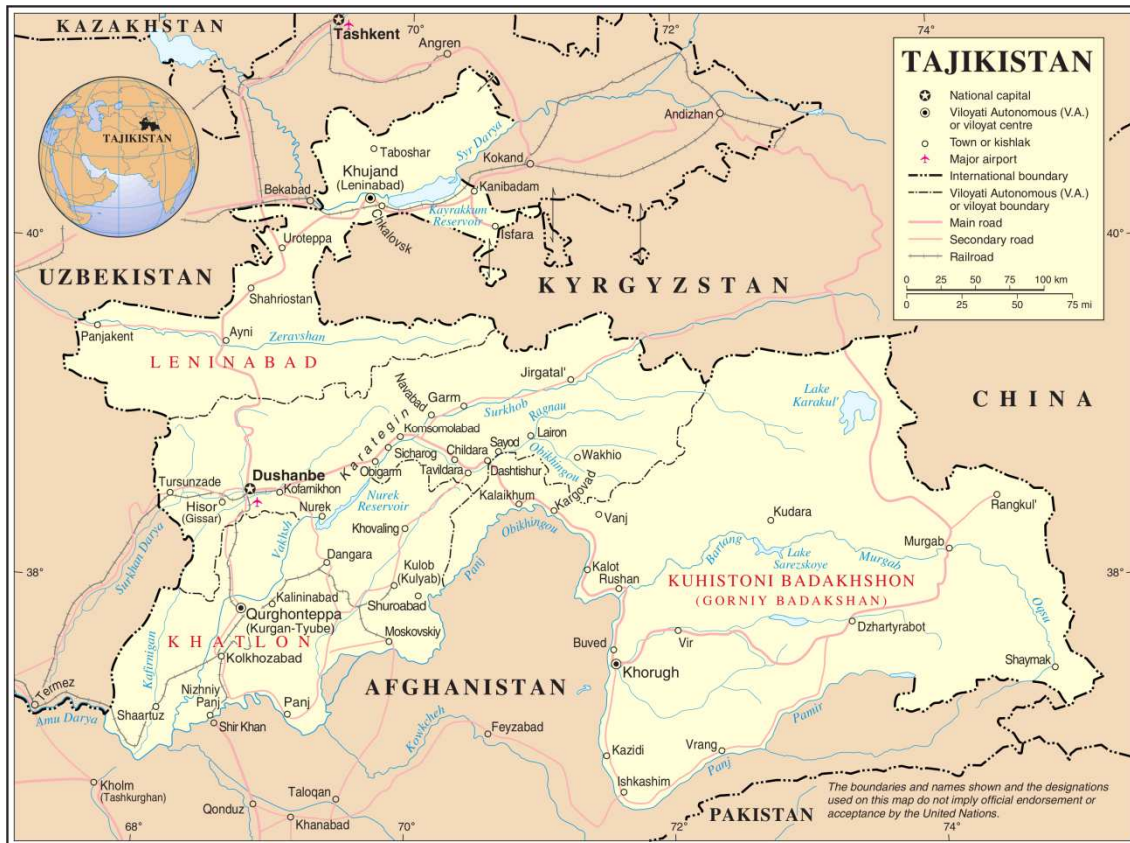 KAZAKHSTAN
70
72
74
Tashkent
Angren
TAJIKISTAN
National capital
Viloyati Autonomous (V.A.)
or viloyat centre
Town or kishlak
Major airport
International boundary
Viloyati Autonomous (V.A.)
or viloyat boundary
Main road
Secondary road
Railroad
0 25 50 75 100 km
0 25 50 75 mi
TAJIKISTAN
Andizhan
Taboshar
Syr Darya
Kokand
Khujand
(Leninabad)
Bekabad
Kanibadam
Chkalovsk
Kayrakkum
Reservoir
Isfara
40°
40°
Uroteppa
UZBEKISTAN
KYRGYZSTAN
Shahriostan
Panjakent
Ayni
Zeravshan
LENINABAD
Jirgatal'
Navabad
Garm
Surkhob
Lake
Karakul'
CHINA
Karategin
Komsomolabad
Ragnau
Lairon
Sicharog
Childara
Sayod
Obikhingou
Wakhio
Obigarm
Tavildara
Dashtishur
Dushanbe
Tursunzade
Kofarnikhon
Hisor
(Gissar)
Nurek
Nurek
Reservoir
Kalaikhum
Kargovad
Rangkul'
Vakhsh
Khovaling
Obikhingou
Vanj
Kudara
Surkhan Darya
Dangara
Panj
Bartang
Lake
Sarezskoye
Murgab
Murgab
38°
38°
Kulob
(Kulyab)
Kalot
Rushan
KUHISTONI BADAKHSHON
(GORNIY BADAKSHAN)
Kalininabad
Shuroabad
Oqsu
Qurghonteppa
(Kurgan-Tyube)
KHATLON
Moskovskiy
Dzhartyrabot
Kafirnigan
Kolkhozabad
Buved
Vir
Khorugh
Shaymak
AFGHANISTAN
Termez
Nizhniy
Panj
Amu Darya
Shaartuz
Panj
Shir Khan
Kowkcheh
Feyzabad
Pamir
Kazidi
Vrang
Panj
Kholm
(Tashkurghan)
Taloqan
Ishkashim
Qonduz
Khanabad
PAKISTAN
The boundaries and names shown and the designations
used on this map do not imply official endorsement or
acceptance by the United Nations.
68
70
72
74